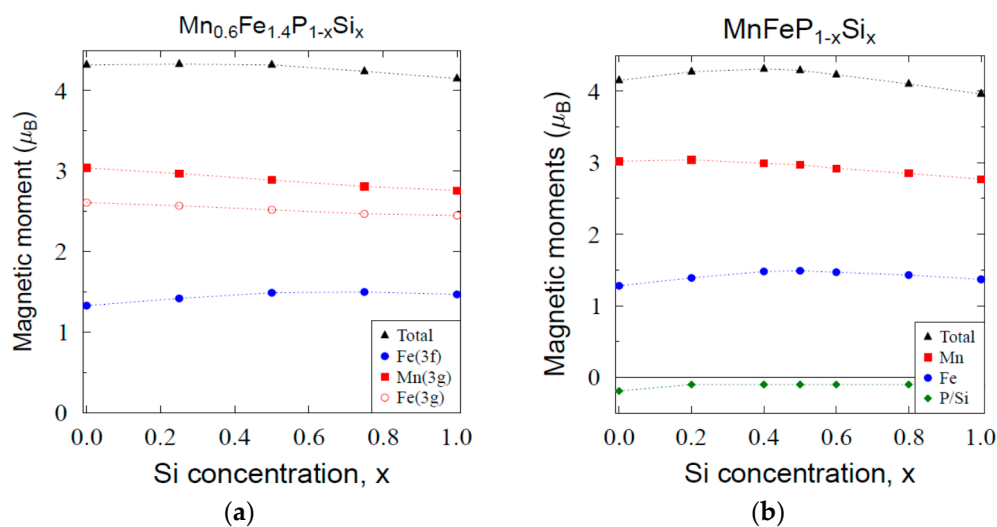 Mn0.6Fe1.4P1-xSix
Magnetic moment (μB)
4
3
2
1
0
Total
Fe(3f)
Mn(3g)
Fe(3g)
0.0 0.2 0.4 0.6 0.8 1.0
Si concentration, x
(a)
MnFeP1-xSix
Magnetic moments (μB)
4
3
2
1
0
Total
Mn
Fe
P/Si
0.0 0.2 0.4 0.6 0.8 1.0
Si concentration, x
(b)